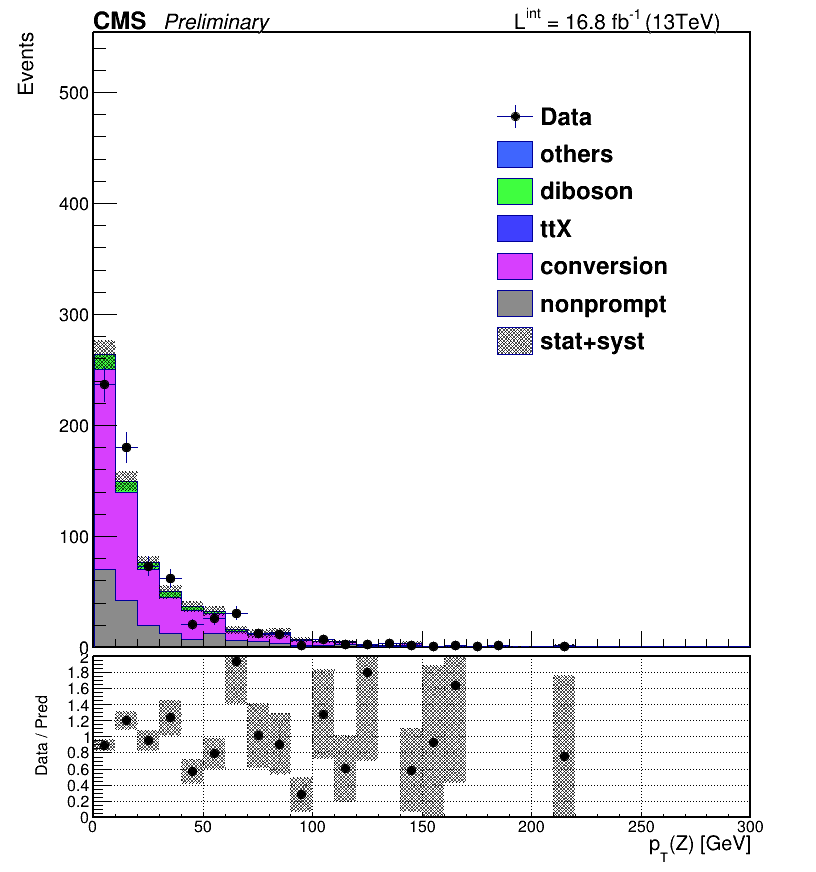 CMS Preliminary L^int = 16.8 fb^-1 (13TeV)
Events
500
400
300
200
100
0
Data
others
diboson
ttX
conversion
nonprompt
stat+syst
Data / Pred
2
1.8
1.6
1.4
1.2
1
0.8
0.6
0.4
0.2
0
0 50 100 150 200 250 300
p_T(Z) [GeV]